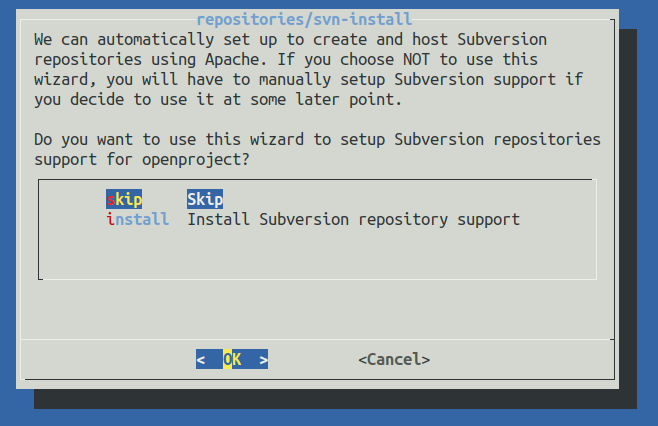 repositories/svn-install
We can automatically set up to create and host Subversion
repositories using Apache. If you choose NOT to use this
wizard, you will have to manually setup Subversion support if
you decide to use it at some later point.
Do you want to use this wizard to setup Subversion repositories
support for openproject?
skip Skip
install Install Subversion repository support
< OK > <Cancel>